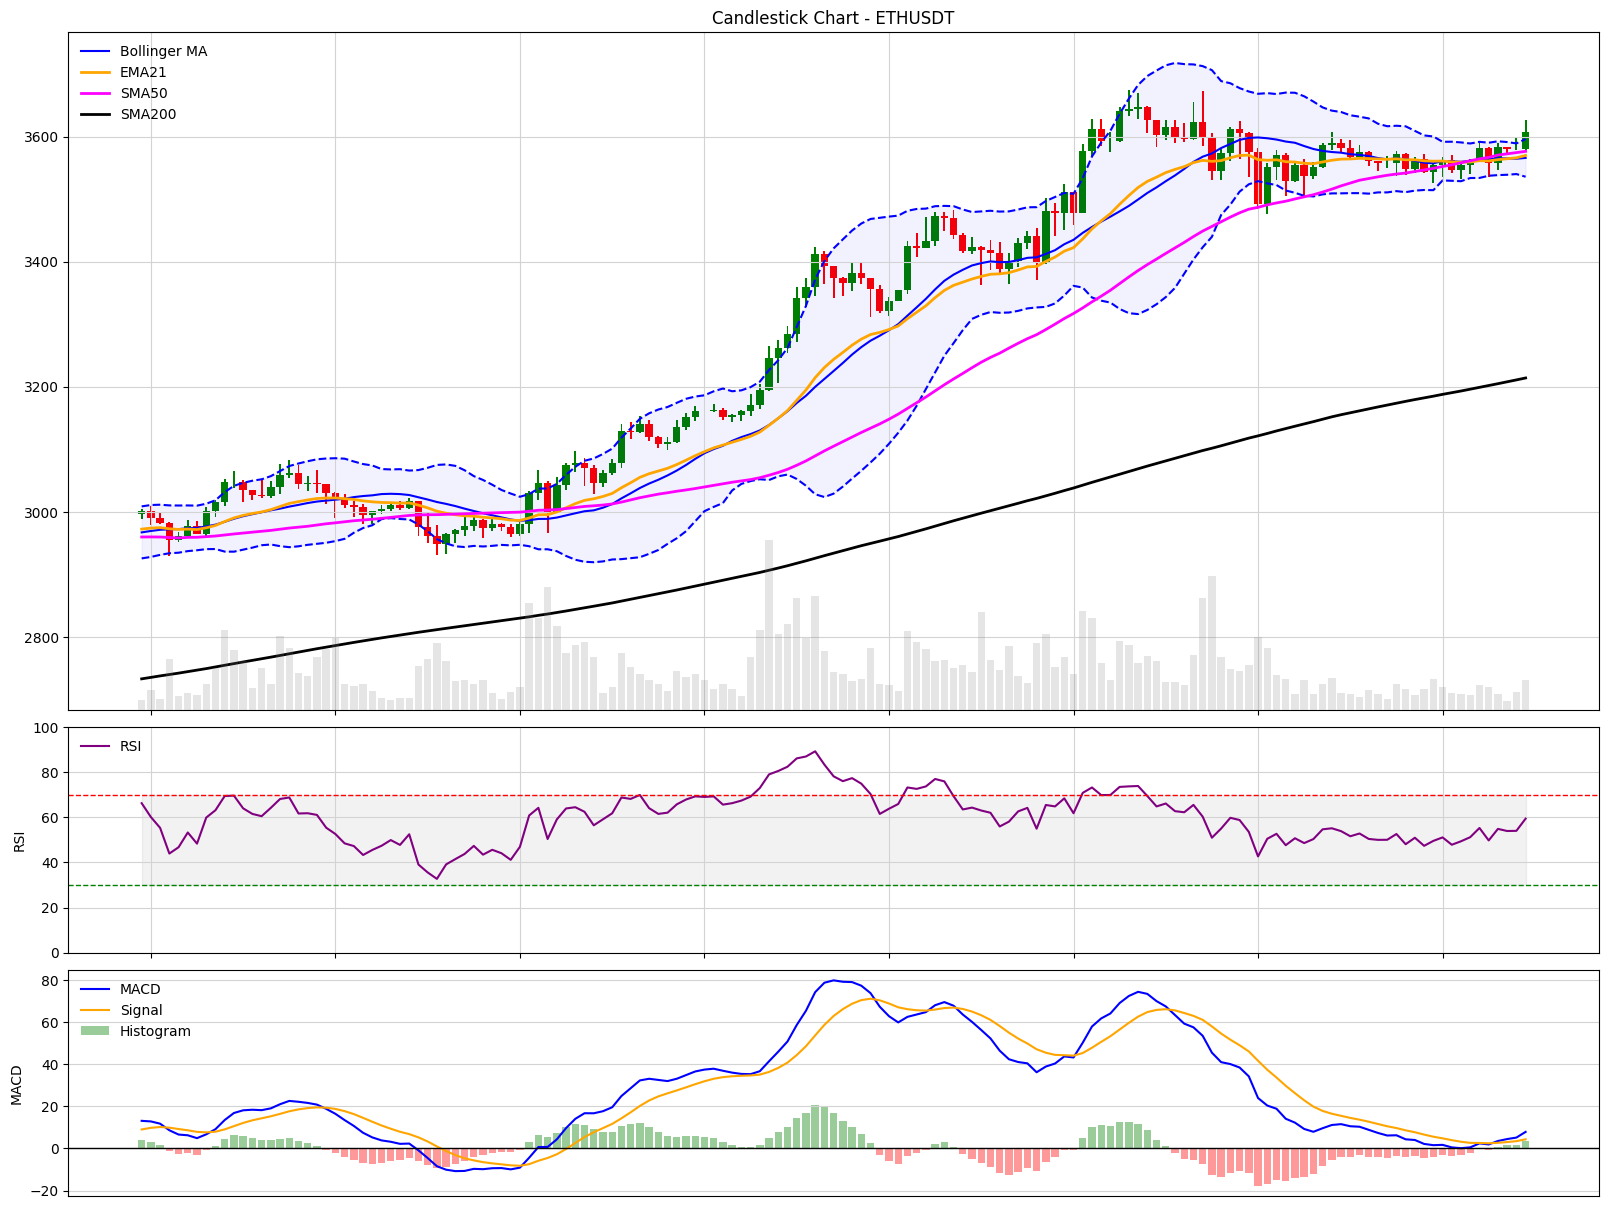 Candlestick Chart - ETHUSDT
Bollinger MA
EMA21
SMA50
SMA200
3600
3400
3200
3000
2800
100
RSI
80
60
40
20
0
RSI
80
MACD
Signal
60
Histogram
40
20
0
−20
MACD